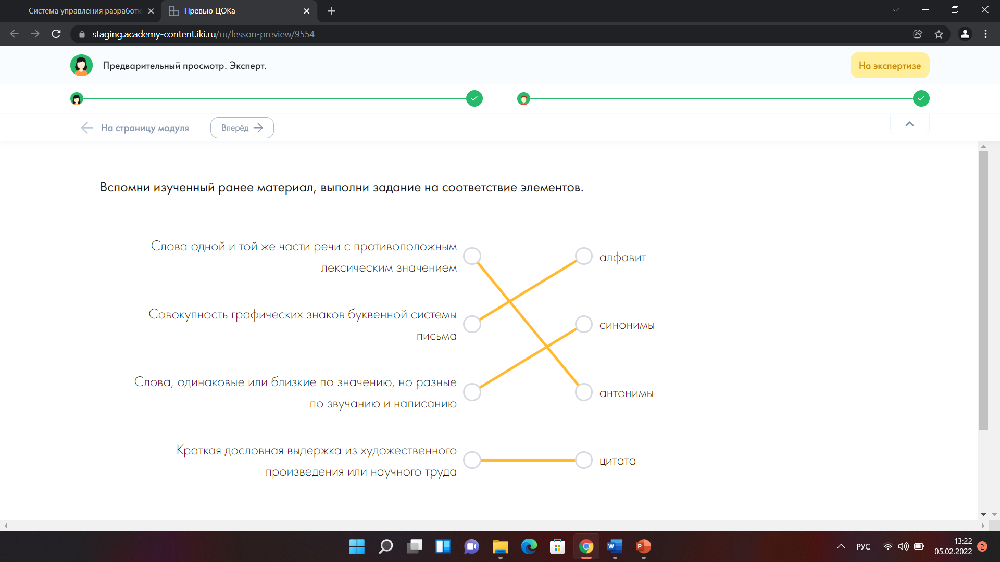 Система управления разработк
Превью ЦОКа
staging.academy-content.iki.ru/ru/lesson-preview/9554
Предварительный просмотр. Эксперт.
На экспертизе
На страницу модуля
Вперёд
Вспомни изученный ранее материал, выполни задание на соответствие элементов.
Слова одной и той же части речи с противоположным
лексическим значением
алфавит
Совокупность графических знаков буквенной системы
письма
синонимы
Слова, одинаковые или близкие по значению, но разные
по звучанию и написанию
антонимы
Краткая дословная выдержка из художественного
произведения или научного труда
цитата
W
P
РУС
13:22
05.02.2022
2